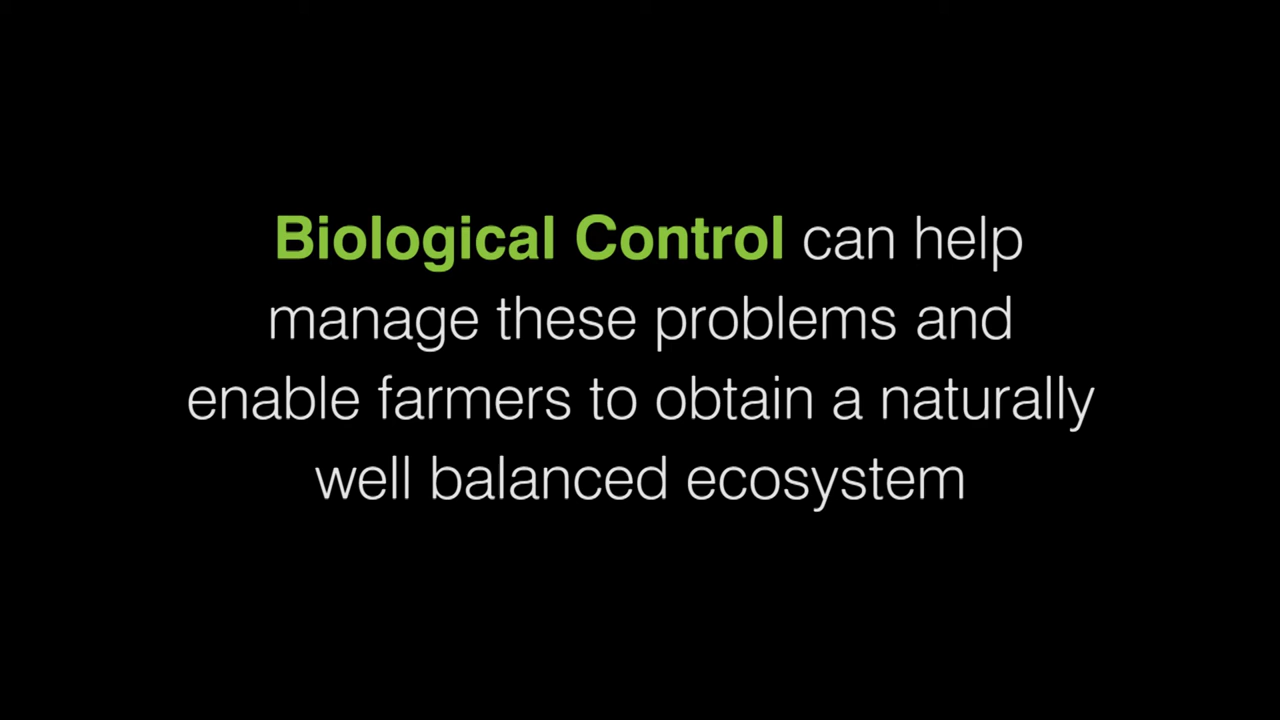 Biological Control can help
manage these problems and
enable farmers to obtain a naturally
well balanced ecosystem